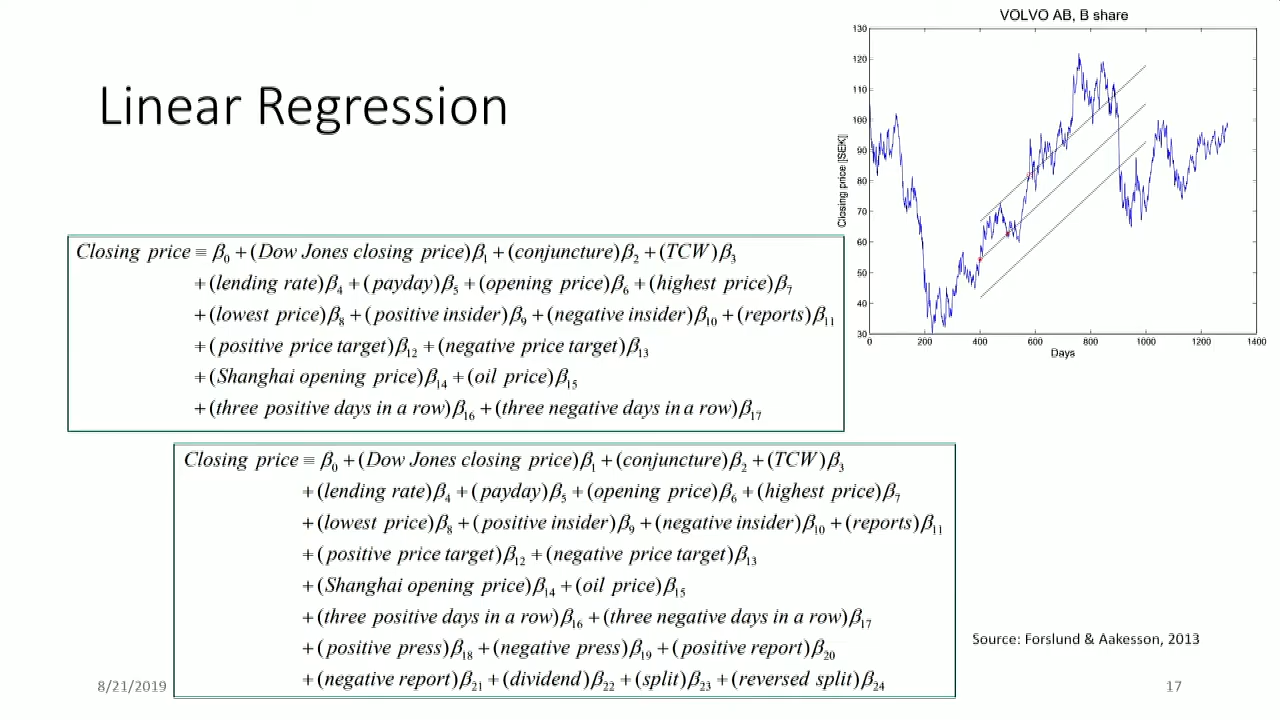 VOLVO AB, B share
Linear Regression
130
120
110
100
90
80
70
60
50
40
30
Closing price [SEK]
0 200 400 600 800 1000 1200 1400
Days
Closing price ≡ β0 + (Dow Jones closing price)β1 + (conjuncture)β2 + (TCW)β3
+ (lending rate)β4 + (payday)β5 + (opening price)β6 + (highest price)β7
+ (lowest price)β8 + (positive insider)β9 + (negative insider)β10 + (reports)β11
+ (positive price target)β12 + (negative price target)β13
+ (Shanghai opening price)β14 + (oil price)β15
+ (three positive days in a row)β16 + (three negative days in a row)β17
Closing price ≡ β0 + (Dow Jones closing price)β1 + (conjuncture)β2 + (TCW)β3
+ (lending rate)β4 + (payday)β5 + (opening price)β6 + (highest price)β7
+ (lowest price)β8 + (positive insider)β9 + (negative insider)β10 + (reports)β11
+ (positive price target)β12 + (negative price target)β13
+ (Shanghai opening price)β14 + (oil price)β15
+ (three positive days in a row)β16 + (three negative days in a row)β17
+ (positive press)β18 + (negative press)β19 + (positive report)β20
+ (negative report)β21 + (dividend)β22 + (split)β23 + (reversed split)β24
Source: Forslund & Aakesson, 2013
8/21/2019
17